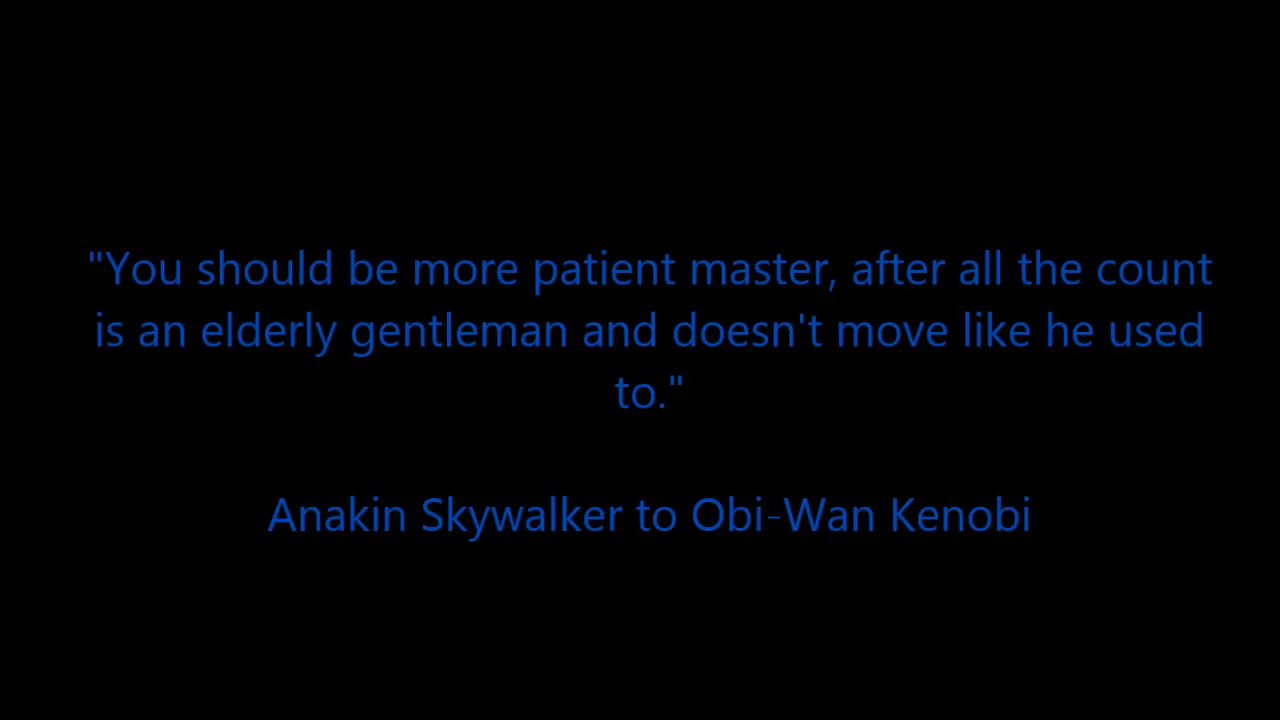 "You should be more patient master, after all the count
is an elderly gentleman and doesn't move like he used
to."
Anakin Skywalker to Obi-Wan Kenobi